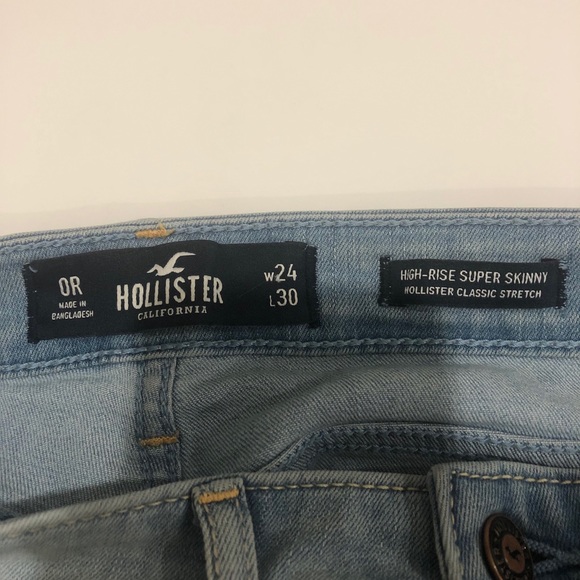 0R
MADE IN
BANGLADESH
HOLLISTER
CALIFORNIA
W24
L30
HIGH-RISE SUPER SKINNY
HOLLISTER CLASSIC STRETCH